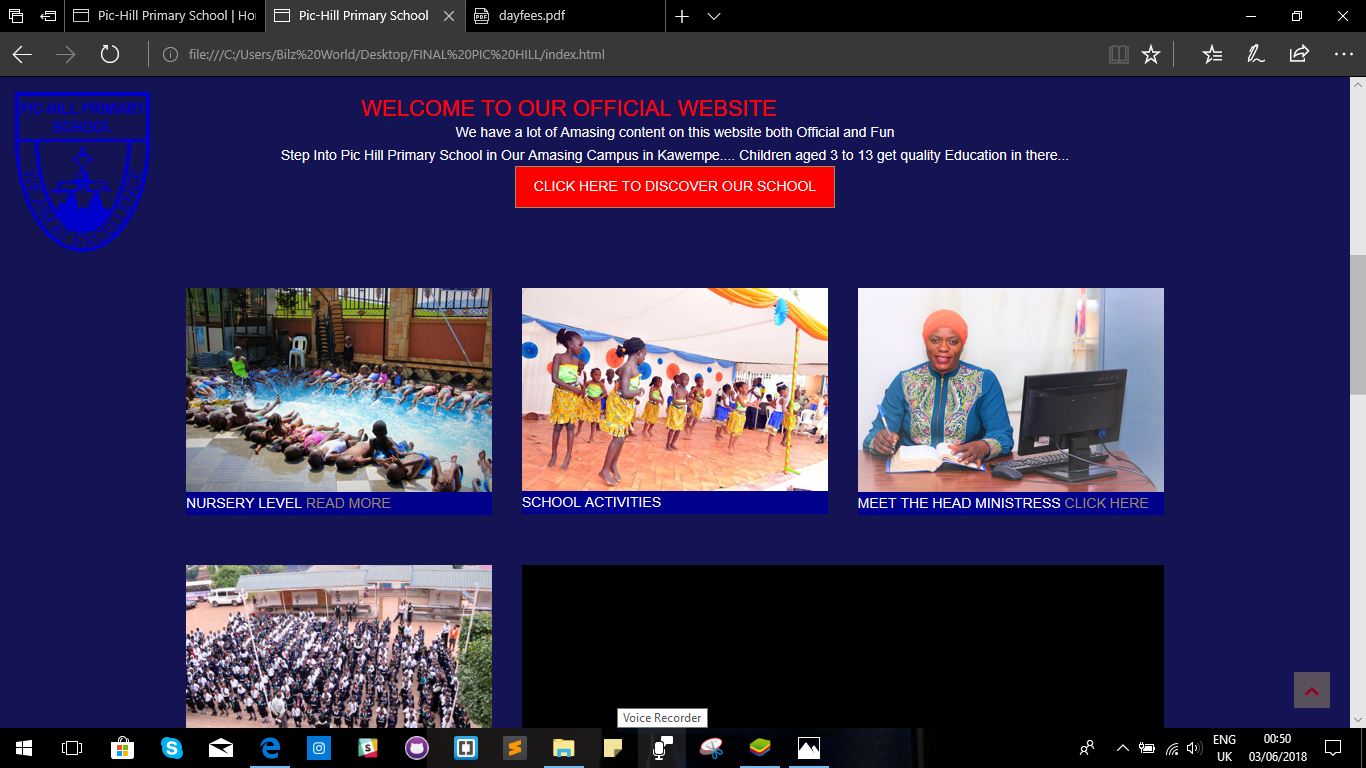 Pic-Hill Primary School | Ho
Pic-Hill Primary School
dayfees.pdf
file:///C:/Users/Bilz%20World/Desktop/FINAL%20PIC%20HILL/index.html
PIC-HILL PRIMARY
SCHOOL
WELCOME TO OUR OFFICIAL WEBSITE
We have a lot of Amasing content on this website both Official and Fun
Step Into Pic Hill Primary School in Our Amasing Campus in Kawempe.... Children aged 3 to 13 get quality Education in there...
CLICK HERE TO DISCOVER OUR SCHOOL
NURSERY LEVEL READ MORE
SCHOOL ACTIVITIES
MEET THE HEAD MINISTRESS CLICK HERE
Voice Recorder
ENG
UK
00:50
03/06/2018